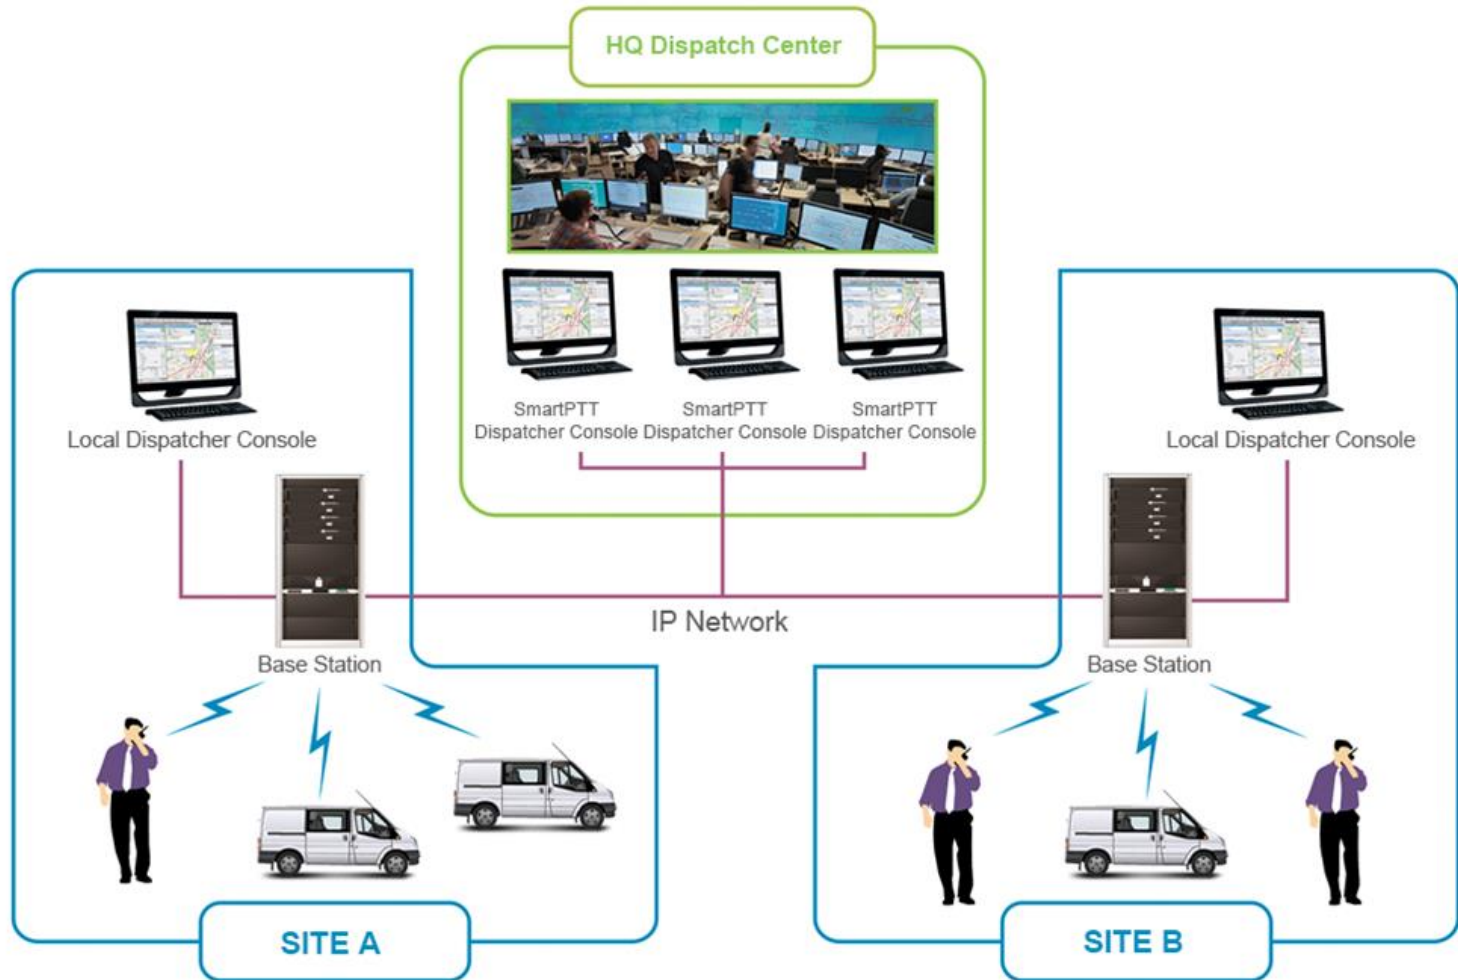 HQ Dispatch Center
SmartPTT
Dispatcher Console
SmartPTT
Dispatcher Console
SmartPTT
Dispatcher Console
Local Dispatcher Console
Local Dispatcher Console
IP Network
Base Station
Base Station
SITE A
SITE B